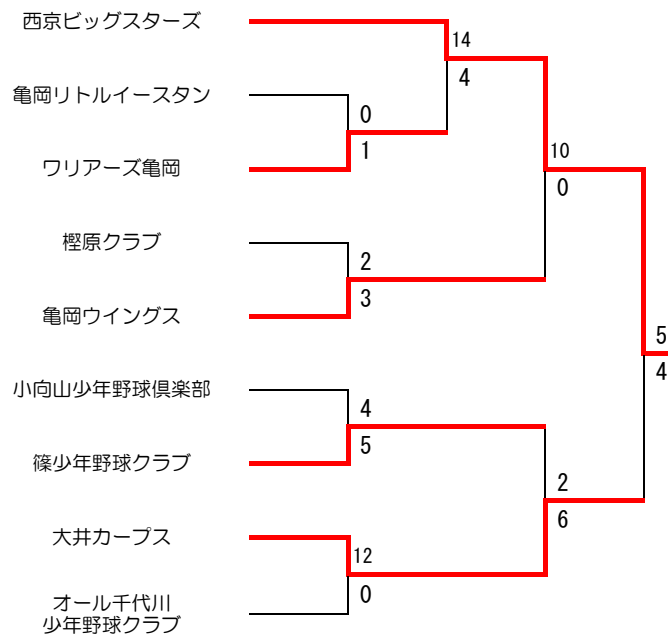 西京ビッグスターズ
14
4
亀岡リトルイースタン
0
1
ワリアーズ亀岡
10
0
樫原クラブ
2
3
亀岡ウイングス
5
4
小向山少年野球倶楽部
4
5
篠少年野球クラブ
2
6
大井カープス
12
0
オール千代川
少年野球クラブ